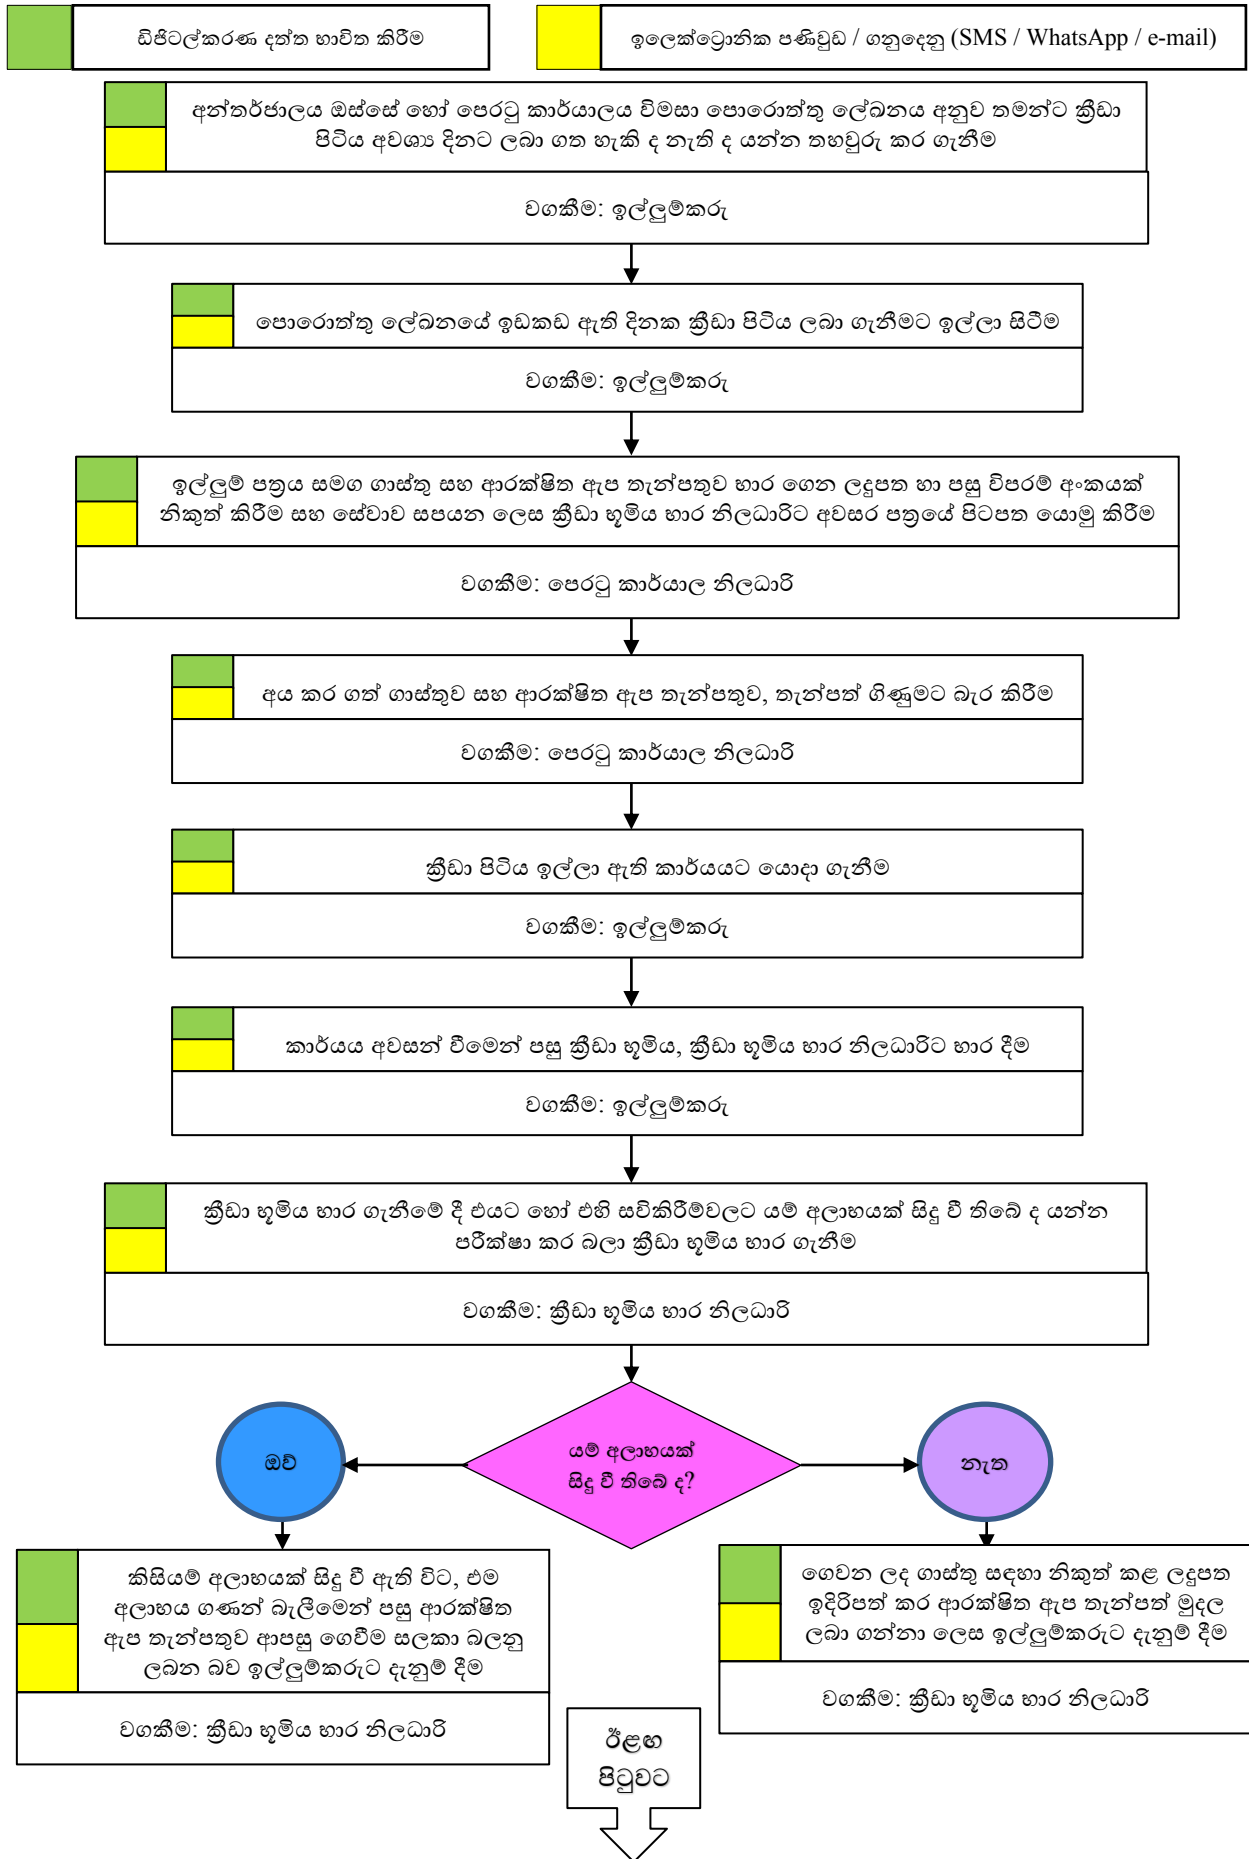 ඩිජිටල්කරණ දත්ත භාවිත කිරීම
ඉලෙක්ට්‍රොනික පණිවුඩ / ගනුදෙනු (SMS / WhatsApp / e-mail)
අන්තර්ජාලය ඔස්සේ හෝ පෙරටු කාර්යාලය විමසා පොරොත්තු ලේඛනය අනුව තමන්ට ක්‍රීඩා
පිටිය අවශ්‍ය දිනට ලබා ගත හැකි ද නැති ද යන්න තහවුරු කර ගැනීම
වගකීම: ඉල්ලුම්කරු
පොරොත්තු ලේඛනයේ ඉඩකඩ ඇති දිනක ක්‍රීඩා පිටිය ලබා ගැනීමට ඉල්ලා සිටීම
වගකීම: ඉල්ලුම්කරු
ඉල්ලුම් පත්‍රය සමග ගාස්තු සහ ආරක්ෂිත ඇප තැන්පතුව භාර ගෙන ලදුපත හා පසු විපරම් අංකයක්
නිකුත් කිරීම සහ සේවාව සපයන ලෙස ක්‍රීඩා භූමිය භාර නිලධාරිට අවසර පත්‍රයේ පිටපත යොමු කිරීම
වගකීම: පෙරටු කාර්යාල නිලධාරි
අය කර ගත් ගාස්තුව සහ ආරක්ෂිත ඇප තැන්පතුව, තැන්පත් ගිණුමට බැර කිරීම
වගකීම: පෙරටු කාර්යාල නිලධාරි
ක්‍රීඩා පිටිය ඉල්ලා ඇති කාර්යයට යොදා ගැනීම
වගකීම: ඉල්ලුම්කරු
කාර්යය අවසන් වීමෙන් පසු ක්‍රීඩා භූමිය, ක්‍රීඩා භූමිය භාර නිලධාරිට භාර දීම
වගකීම: ඉල්ලුම්කරු
ක්‍රීඩා භූමිය භාර ගැනීමේ දී එයට හෝ එහි සවිකිරීම්වලට යම් අලාභයක් සිදු වී තිබේ ද යන්න
පරීක්ෂා කර බලා ක්‍රීඩා භූමිය භාර ගැනීම
වගකීම: ක්‍රීඩා භූමිය භාර නිලධාරි
යම් අලාභයක්
සිදු වී තිබේ ද?
ඔව්
නැත
කිසියම් අලාභයක් සිදු වී ඇති විට, එම
අලාභය ගණන් බැලීමෙන් පසු ආරක්ෂිත
ඇප තැන්පතුව ආපසු ගෙවීම සලකා බලනු
ලබන බව ඉල්ලුම්කරුට දැනුම් දීම
වගකීම: ක්‍රීඩා භූමිය භාර නිලධාරි
ගෙවන ලද ගාස්තු සඳහා නිකුත් කළ ලදුපත
ඉදිරිපත් කර ආරක්ෂිත ඇප තැන්පත් මුදල
ලබා ගන්නා ලෙස ඉල්ලුම්කරුට දැනුම් දීම
වගකීම: ක්‍රීඩා භූමිය භාර නිලධාරි
ඊළඟ
පිටුවට